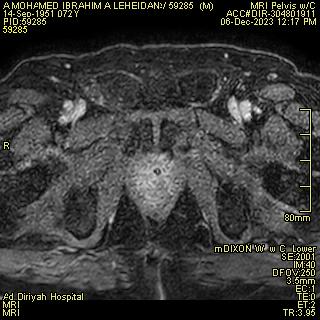 A MOHAMED IBRAHIM A LEHEIDAN:/ 59285 (M)
14-Sep-1951 072Y
PID:59285
59285
MRI Pelvis w/C
ACC#DIR-304801911
06-Dec-2023 12:17 PM
R
80mm
mDIXON W w C Lower
SE:2001
IM:40
DFOV:250
3.5mm
EC:1
TE:0
ET:2
TR:3.95
Ad Diriyah Hospital
MRI
MRI